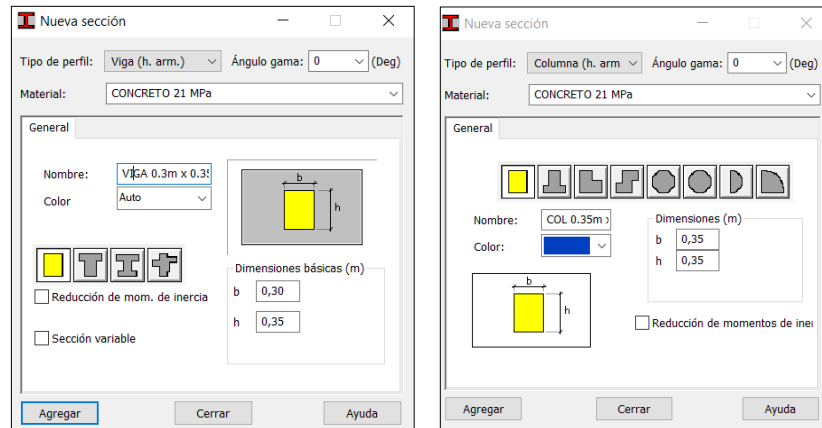 Nueva sección
Tipo de perfil: Viga (h. arm.) Ángulo gama: 0 (Deg)
Material: CONCRETO 21 MPa
General
Nombre: VIGA 0.3m x 0.35
Color Auto
b
h
Reducción de mom. de inercia
Sección variable
Dimensiones básicas (m)
b 0,30
h 0,35
Agregar Cerrar Ayuda
Nueva sección
Tipo de perfil: Columna (h. arm Ángulo gama: 0 (Deg)
Material: CONCRETO 21 MPa
General
Nombre: COL 0.35m x
Color:
Dimensiones (m)
b 0,35
h 0,35
b
h
Reducción de momentos de iner
Agregar Cerrar Ayuda